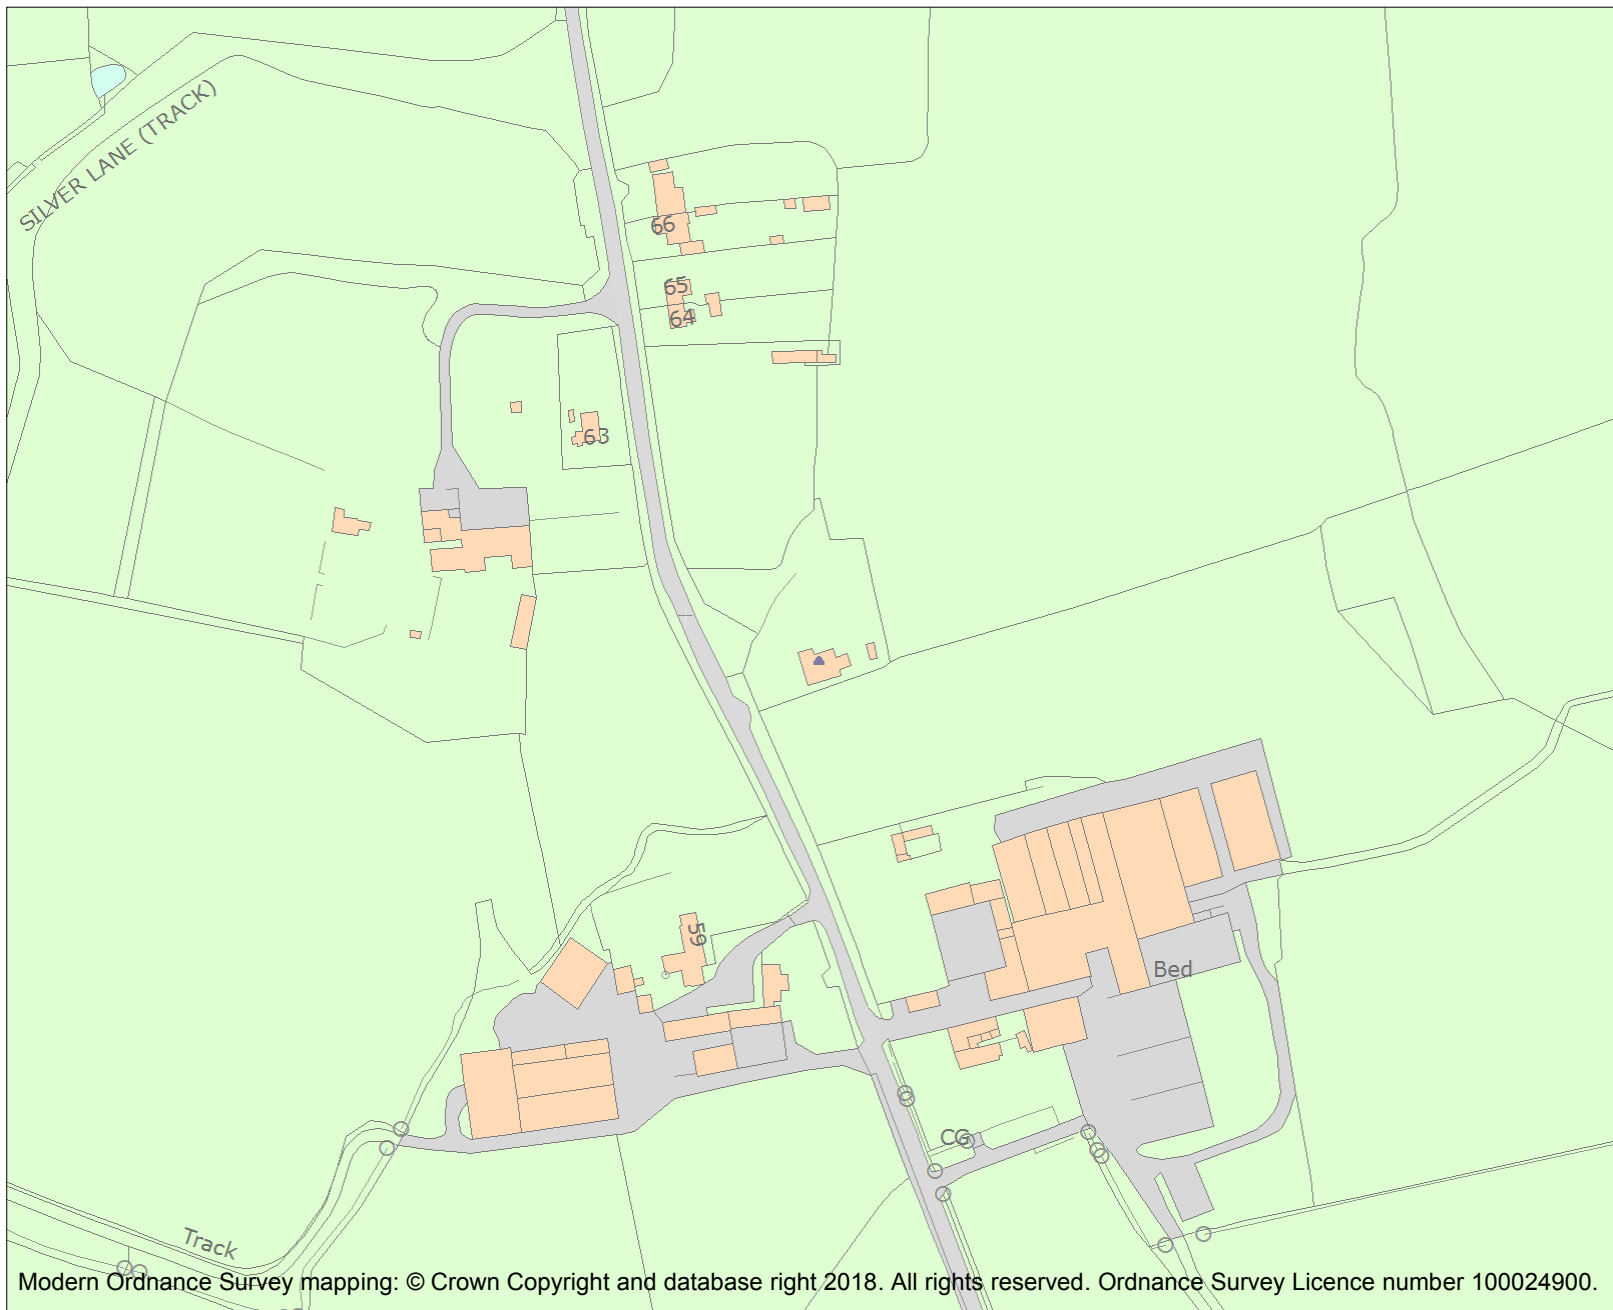 SILVER LANE (TRACK)
66
65
64
63
59
Bed
CG
Track
Modern Ordnance Survey mapping: © Crown Copyright and database right 2018. All rights reserved. Ordnance Survey Licence number 100024900.